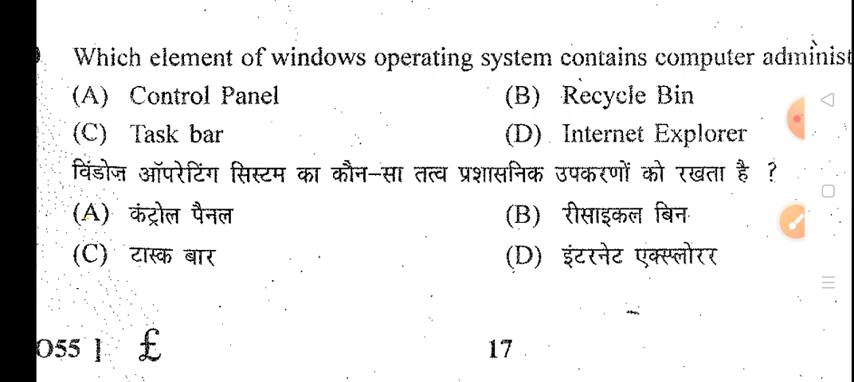 Which element of windows operating system contains computer administ
(A) Control Panel (B) Recycle Bin
(C) Task bar (D) Internet Explorer
विंडोज ऑपरेटिंग सिस्टम का कौन-सा तत्व प्रशासनिक उपकरणों को रखता है ?
(A) कंट्रोल पैनल (B) रीसाइकल बिन
(C) टास्क बार (D) इंटरनेट एक्स्प्लोरर
O55 ] £ 17